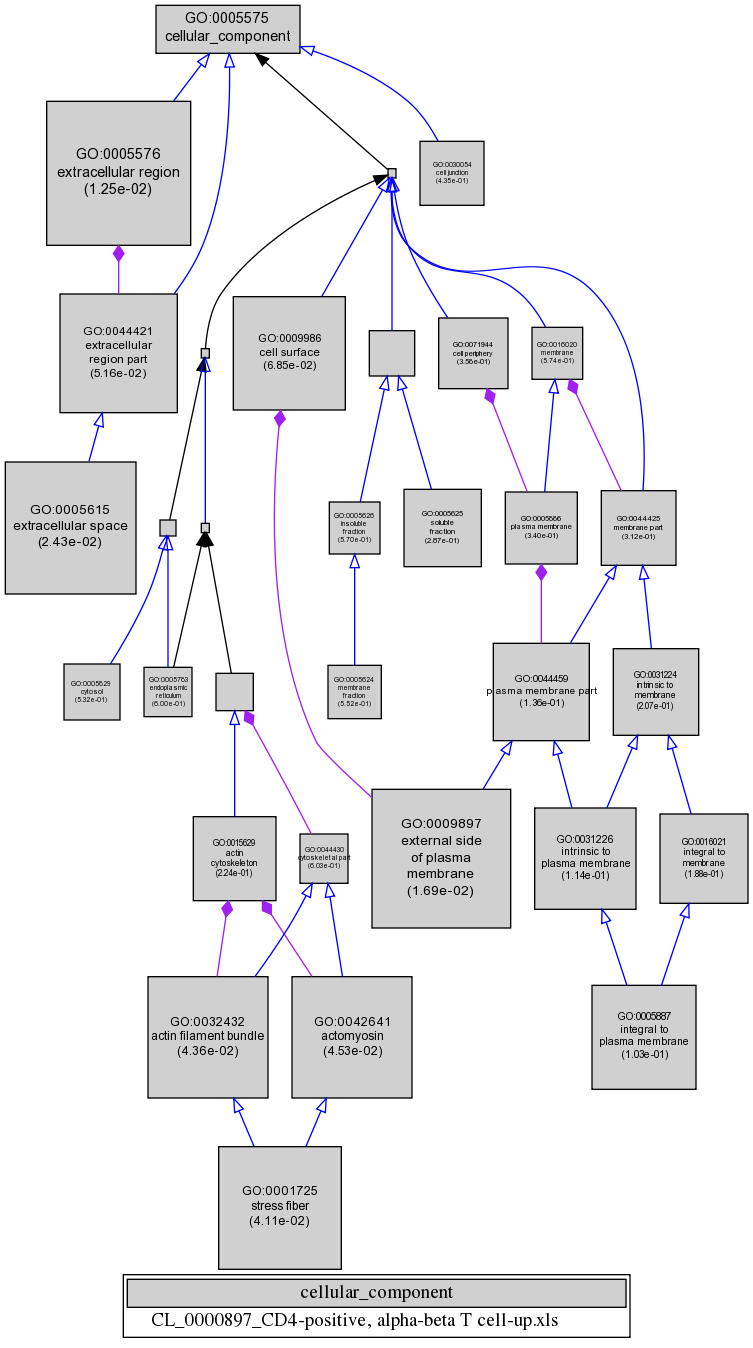 GO:0005575
cellular_component
GO:0005576
extracellular region
(1.25e-02)
GO:0030054
cell junction
(4.35e-01)
GO:0044421
extracellular
region part
(5.16e-02)
GO:0009986
cell surface
(6.85e-02)
GO:0071944
cell periphery
(3.56e-01)
GO:0016020
membrane
(5.74e-01)
GO:0005615
extracellular space
(2.43e-02)
GO:0005626
insoluble
fraction
(5.70e-01)
GO:0005625
soluble
fraction
(2.67e-01)
GO:0005886
plasma membrane
(3.40e-01)
GO:0044425
membrane part
(3.12e-01)
GO:0005829
cytosol
(5.32e-01)
GO:0005783
endoplasmic
reticulum
(6.00e-01)
GO:0005624
membrane
fraction
(5.52e-01)
GO:0044459
plasma membrane part
(1.36e-01)
GO:0031224
intrinsic to
membrane
(2.07e-01)
GO:0015629
actin
cytoskeleton
(2.24e-01)
GO:0044430
cytoskeletal part
(6.03e-01)
GO:0009897
external side
of plasma
membrane
(1.69e-02)
GO:0031226
intrinsic to
plasma membrane
(1.14e-01)
GO:0016021
integral to
membrane
(1.88e-01)
GO:0032432
actin filament bundle
(4.36e-02)
GO:0042641
actomyosin
(4.53e-02)
GO:0005887
integral to
plasma membrane
(1.03e-01)
GO:0001725
stress fiber
(4.11e-02)
cellular_component
CL_0000897_CD4-positive, alpha-beta T cell-up.xls